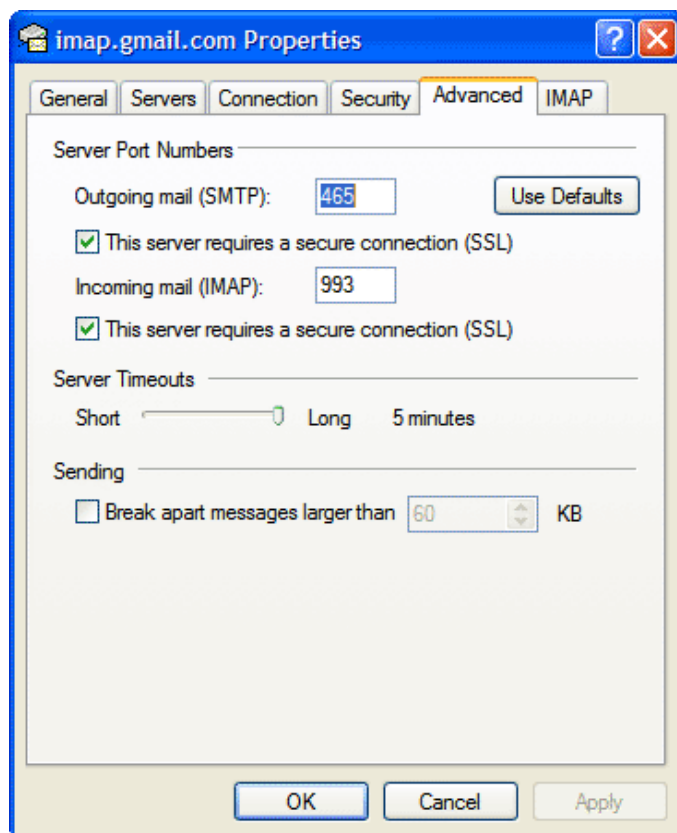 imap.gmail.com Properties
?
General Servers Connection Security Advanced IMAP
Server Port Numbers
Outgoing mail (SMTP): 465 Use Defaults
This server requires a secure connection (SSL)
Incoming mail (IMAP): 993
This server requires a secure connection (SSL)
Server Timeouts
Short Long 5 minutes
Sending
Break apart messages larger than 60 KB
OK Cancel Apply